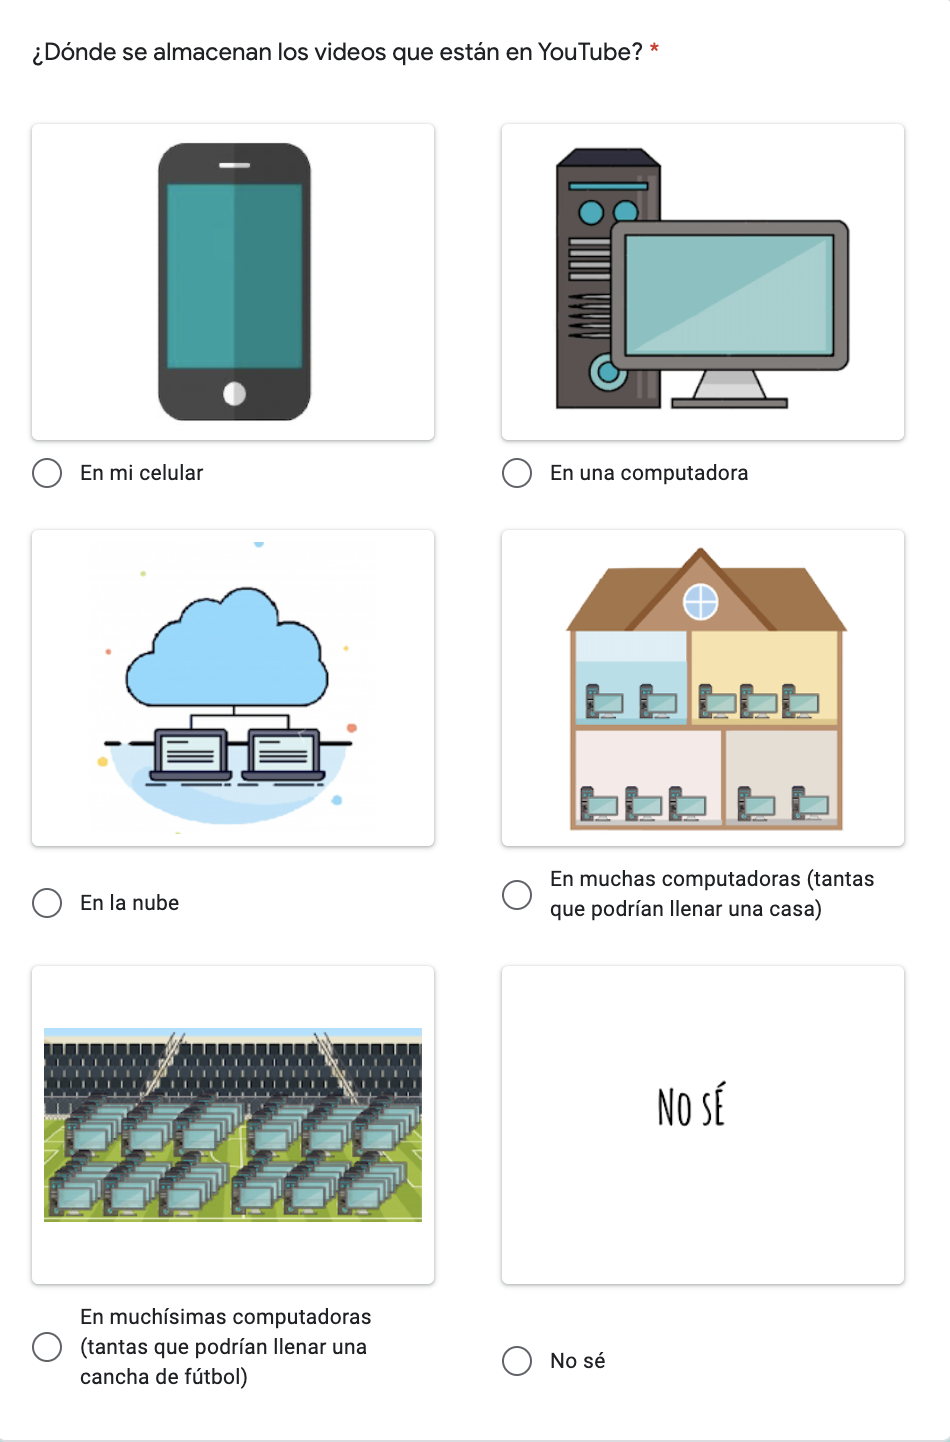 ¿Dónde se almacenan los videos que están en YouTube? *
En mi celular
En una computadora
En la nube
En muchas computadoras (tantas
que podrían llenar una casa)
No sé
En muchísimas computadoras
(tantas que podrían llenar una
cancha de fútbol)
No sé